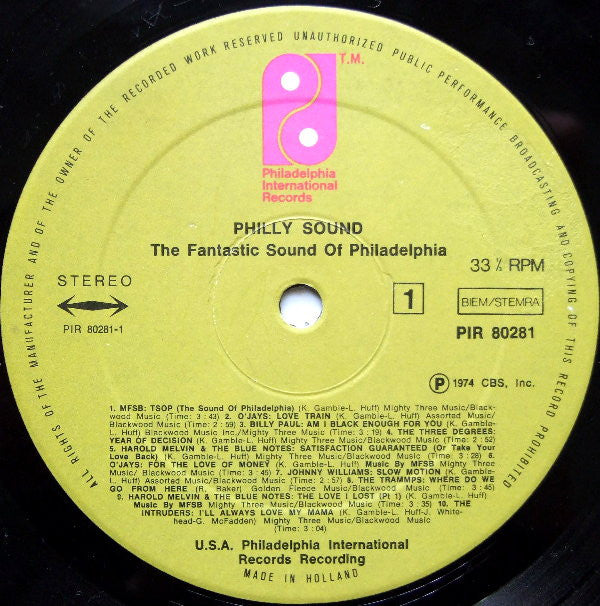 ALL RIGHTS OF THE MANUFACTURER AND OF THE OWNER OF THE RECORDED WORK RESERVED UNAUTHORIZED PUBLIC PERFORMANCE BROADCASTING AND COPYING OF THIS RECORD PROHIBITED
T.M.
Philadelphia
International
Records
PHILLY SOUND
The Fantastic Sound Of Philadelphia
STEREO
PIR 80281-1
33⅓ RPM
1
BIEM/STEMRA
PIR 80281
Ⓟ 1974 CBS, Inc.
1. MFSB: TSOP (The Sound Of Philadelphia) (K. Gamble-L. Huff) Mighty Three Music/Black-
wood Music (Time: 3:43) 2. O'JAYS: LOVE TRAIN (K. Gamble-L. Huff) Assorted Music/
Blackwood Music (Time: 2:59) 3. BILLY PAUL: AM I BLACK ENOUGH FOR YOU (K. Gamble-
L. Huff) Blackwood Music Inc./Mighty Three Music (Time: 3:19) 4. THE THREE DEGREES:
YEAR OF DECISION (K. Gamble-L. Huff) Mighty Three Music/Blackwood Music (Time: 2:52)
5. HAROLD MELVIN & THE BLUE NOTES: SATISFACTION GUARANTEED (Or Take Your
Love Back) (K. Gamble-L. Huff) Mighty Three Music/Blackwood Music (Time: 3:28) 6.
O'JAYS: FOR THE LOVE OF MONEY Music By MFSB Mighty Three Music/Blackwood
Music (Time: 3:45) 7. JOHNNY WILLIAMS: SLOW MOTION (K. Gamble-
L. Huff) Assorted Music (Time: 2:57) 8. THE TRAMMPS: WHERE DO WE
GO FROM HERE (R. Baker) Golden Fleece Music/Blackwood Music (Time: 3:45)
9. HAROLD MELVIN & THE BLUE NOTES: THE LOVE I LOST (Pt 1) (K. Gamble-L. Huff)
Music By MFSB Mighty Three Music (Time: 3:35) 10. THE
INTRUDERS: I'LL ALWAYS LOVE MY MAMA (K. Gamble-L. Huff-J. White-
head-G. McFadden) Mighty Three Music/Blackwood Music
(Time: 3:04)
U.S.A. Philadelphia International
Records Recording
MADE IN HOLLAND